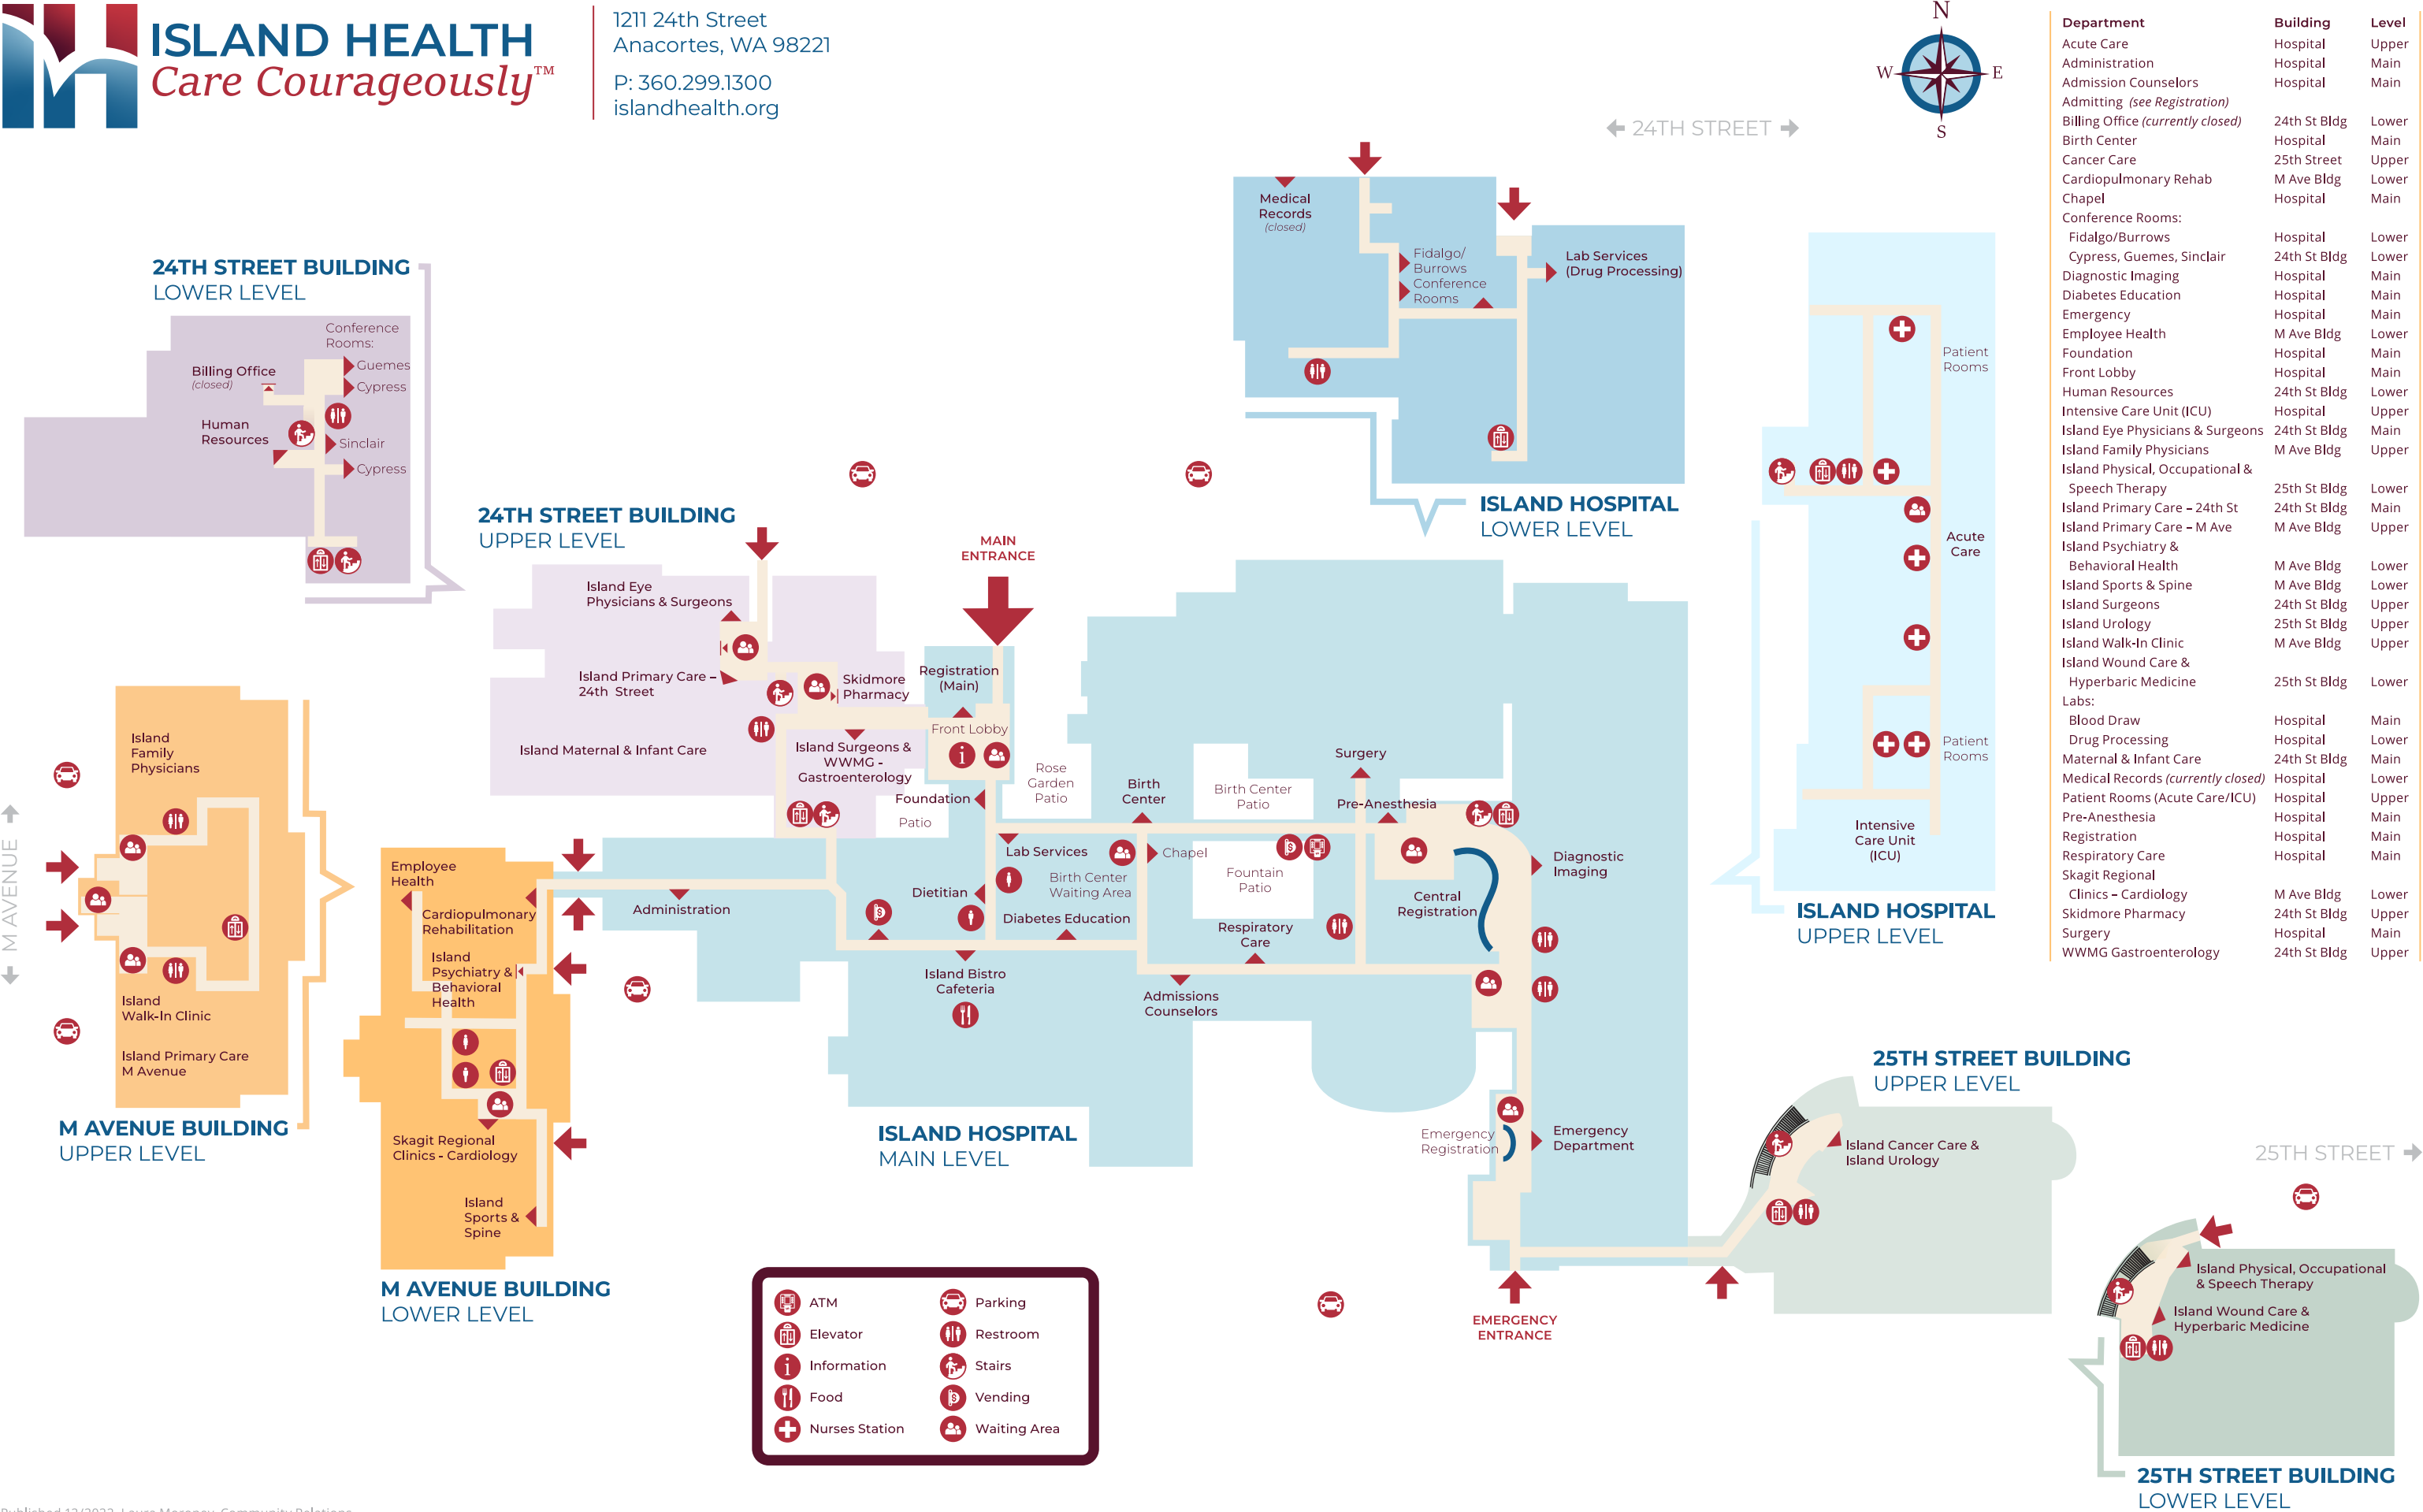 ISLAND HEALTH
Care Courageously™
1211 24th Street
Anacortes, WA 98221
P: 360.299.1300
islandhealth.org
N
W
E
S
← 24TH STREET →
Department Building Level
Acute Care Hospital Upper
Administration Hospital Main
Admission Counselors Hospital Main
Admitting (see Registration)
Billing Office (currently closed) 24th St Bldg Lower
Birth Center Hospital Main
Cancer Care 25th Street Upper
Cardiopulmonary Rehab M Ave Bldg Lower
Chapel Hospital Main
Conference Rooms:
Fidalgo/Burrows Hospital Lower
Cypress, Guemes, Sinclair 24th St Bldg Lower
Diagnostic Imaging Hospital Main
Diabetes Education Hospital Main
Emergency Hospital Main
Employee Health M Ave Bldg Lower
Foundation Hospital Main
Front Lobby Hospital Main
Human Resources 24th St Bldg Lower
Intensive Care Unit (ICU) Hospital Upper
Island Eye Physicians & Surgeons 24th St Bldg Main
Island Family Physicians M Ave Bldg Upper
Island Physical, Occupational &
Speech Therapy 25th St Bldg Lower
Island Primary Care – 24th St 24th St Bldg Main
Island Primary Care – M Ave M Ave Bldg Upper
Island Psychiatry &
Behavioral Health M Ave Bldg Lower
Island Sports & Spine M Ave Bldg Lower
Island Surgeons 24th St Bldg Upper
Island Urology 25th St Bldg Upper
Island Walk-In Clinic M Ave Bldg Upper
Island Wound Care &
Hyperbaric Medicine 25th St Bldg Lower
Labs:
Blood Draw Hospital Main
Drug Processing Hospital Lower
Maternal & Infant Care 24th St Bldg Main
Medical Records (currently closed) Hospital Lower
Patient Rooms (Acute Care/ICU) Hospital Upper
Pre-Anesthesia Hospital Main
Registration Hospital Main
Respiratory Care Hospital Main
Skagit Regional
Clinics – Cardiology M Ave Bldg Lower
Skidmore Pharmacy 24th St Bldg Upper
Surgery Hospital Main
WWMG Gastroenterology 24th St Bldg Upper
Medical
Records
(closed)
Fidalgo/
Burrows
Conference
Rooms
Lab Services
(Drug Processing)
ISLAND HOSPITAL
LOWER LEVEL
24TH STREET BUILDING
LOWER LEVEL
Conference
Rooms:
Guemes
Cypress
Billing Office
(closed)
Human
Resources
Sinclair
Cypress
24TH STREET BUILDING
UPPER LEVEL
Island Eye
Physicians & Surgeons
Island Primary Care –
24th Street
Skidmore
Pharmacy
Island Maternal & Infant Care
Island Surgeons &
WWMG -
Gastroenterology
MAIN
ENTRANCE
Registration
(Main)
Front Lobby
Foundation
Patio
Rose
Garden
Patio
Birth
Center
Birth Center
Patio
Surgery
Pre-Anesthesia
Lab Services
Chapel
Birth Center
Waiting Area
Fountain
Patio
Central
Registration
Diagnostic
Imaging
Dietitian
Diabetes Education
Respiratory
Care
Administration
Island Bistro
Cafeteria
Admissions
Counselors
Emergency
Registration
Emergency
Department
ISLAND HOSPITAL
MAIN LEVEL
EMERGENCY
ENTRANCE
Patient
Rooms
Acute
Care
Patient
Rooms
Intensive
Care Unit
(ICU)
ISLAND HOSPITAL
UPPER LEVEL
← M AVENUE →
Island
Family
Physicians
Island
Walk-In Clinic
Island Primary Care
M Avenue
M AVENUE BUILDING
UPPER LEVEL
Employee
Health
Cardiopulmonary
Rehabilitation
Island
Psychiatry &
Behavioral
Health
Skagit Regional
Clinics - Cardiology
Island
Sports &
Spine
M AVENUE BUILDING
LOWER LEVEL
25TH STREET BUILDING
UPPER LEVEL
Island Cancer Care &
Island Urology
25TH STREET →
Island Physical, Occupational
& Speech Therapy
Island Wound Care &
Hyperbaric Medicine
25TH STREET BUILDING
LOWER LEVEL
ATM
Elevator
Information
Food
Nurses Station
Parking
Restroom
Stairs
Vending
Waiting Area